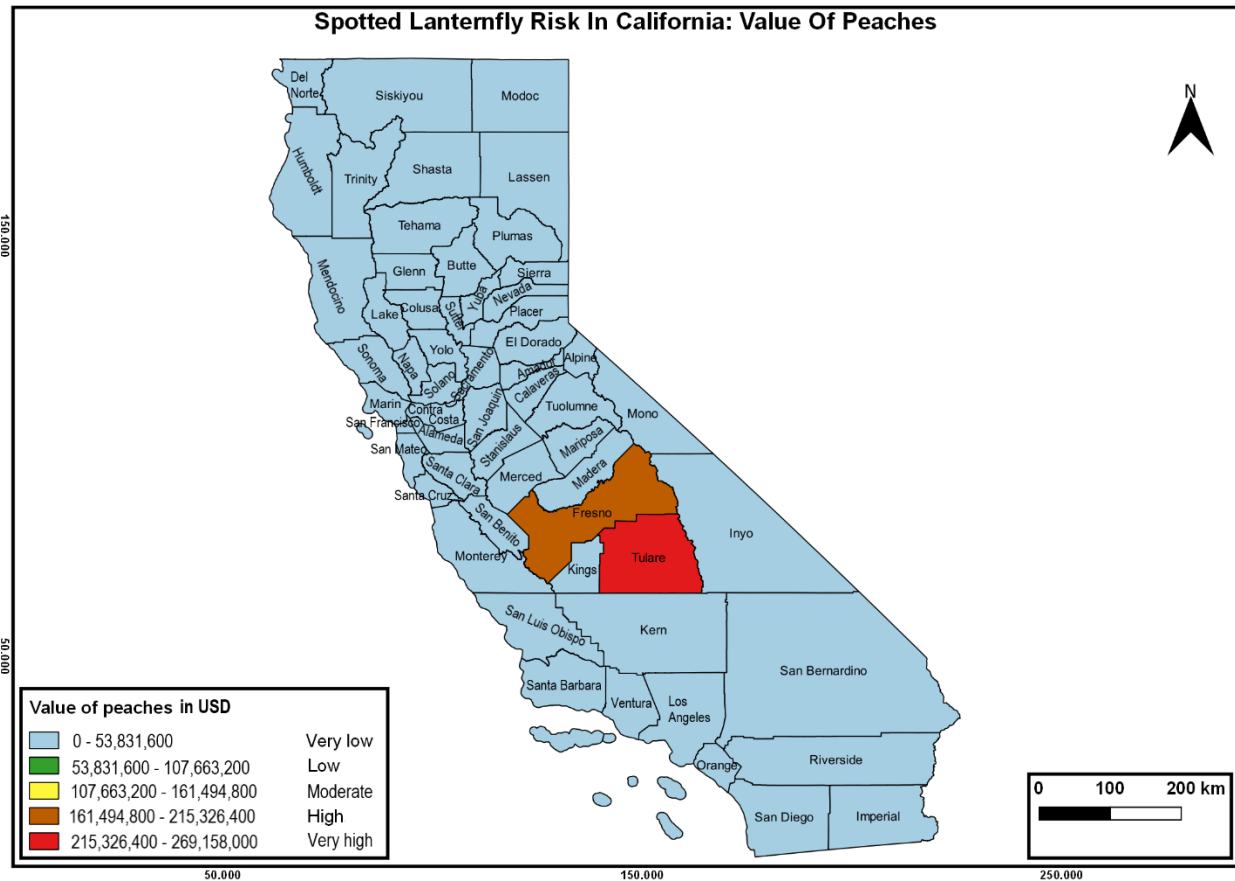 Spotted Lanternfly Risk In California: Value Of Peaches
N
Del
Norte
Siskiyou
Modoc
Humboldt
Trinity
Shasta
Lassen
Tehama
Plumas
150.000
Mendocino
Glenn
Butte
Sierra
Lake
Colusa
Sutter
Yuba
Nevada
Placer
Sonoma
Napa
Yolo
Solano
Sacramento
El Dorado
Amador
Alpine
Calaveras
Marin
Contra
Costa
San Joaquin
Tuolumne
Mono
San Francisco
Alameda
Stanislaus
Mariposa
San Mateo
Santa Clara
Merced
Madera
Santa Cruz
San Benito
Fresno
Inyo
Monterey
Kings
Tulare
San Luis Obispo
Kern
San Bernardino
50.000
Santa Barbara
Ventura
Los
Angeles
Orange
Riverside
San Diego
Imperial
Value of peaches in USD
0 - 53,831,600 Very low
53,831,600 - 107,663,200 Low
107,663,200 - 161,494,800 Moderate
161,494,800 - 215,326,400 High
215,326,400 - 269,158,000 Very high
0 100 200 km
50.000 150.000 250.000